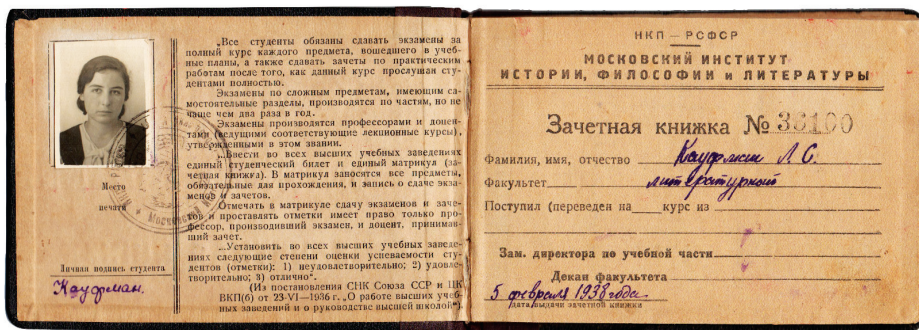 Место
печати
Личная подпись студента
Кауфман.
„Все студенты обязаны сдавать экзамены за
полный курс каждого предмета, вошедшего в учеб-
ные планы, а также сдавать зачеты по практическим
работам после того, как данный курс прослушан сту-
дентами полностью.
Экзамены по сложным предметам, имеющим са-
мостоятельные разделы, производятся по частям, но не
чаще чем два раза в год.
Экзамены производятся профессорами и доцен-
тами (ведущими соответствующие лекционные курсы),
утвержденными в этом звании.
...Ввести во всех высших учебных заведениях
единый студенческий билет и единый матрикул (за-
четная книжка). В матрикул заносятся все предметы,
обязательные для прохождения, и запись о сдаче экза-
менов и зачетов.
Отмечать в матрикуле сдачу экзаменов и заче-
тов и проставлять отметки имеет право только про-
фессор, производивший экзамен, и доцент, принимав-
ший зачет.
...Установить во всех высших учебных заведе-
ниях следующие степени оценки успеваемости сту-
дентов (отметки): 1) неудовлетворительно; 2) удовле-
творительно; 3) отлично".
(Из постановления СНК Союза ССР и ЦК
ВКП(б) от 23-VI—1936 г. „О работе высших учеб-
ных заведений и о руководстве высшей школой").
НКП — РСФСР
МОСКОВСКИЙ ИНСТИТУТ
ИСТОРИИ, ФИЛОСОФИИ и ЛИТЕРАТУРЫ
Зачетная книжка №
Фамилия, имя, отчество Кауфман Л. С.
Факультет литературный
Поступил (переведен на курс из
Зам. директора по учебной части
Декан факультета
5 февраля 1938 года.
дата выдачи зачетной книжки